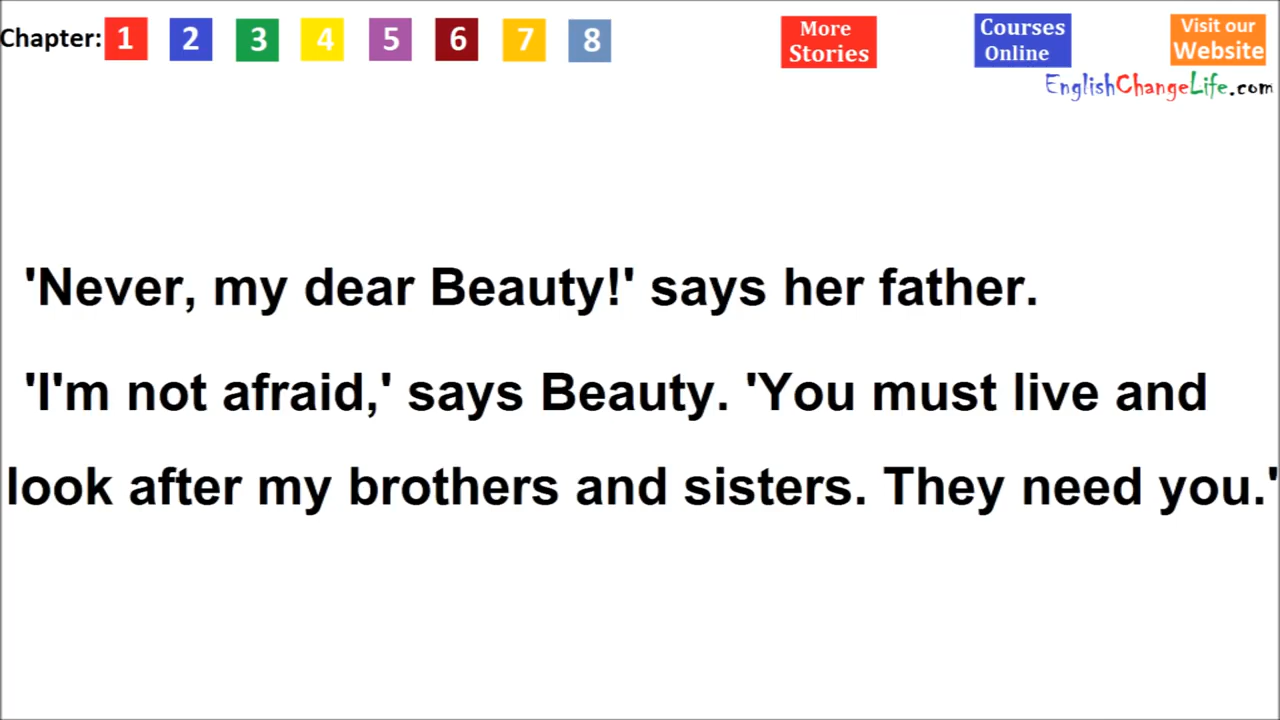 Chapter: 1 2 3 4 5 6 7 8
More
Stories
Courses
Online
Visit our
Website
EnglishChangeLife.com
'Never, my dear Beauty!' says her father.
'I'm not afraid,' says Beauty. 'You must live and
look after my brothers and sisters. They need you.'